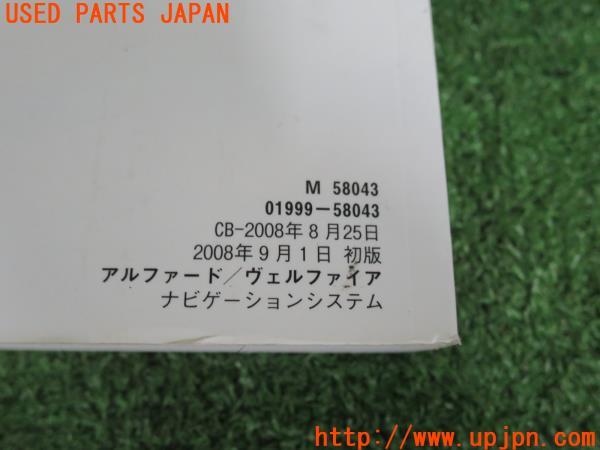 USED PARTS JAPAN
M 58043
01999-58043
CB-2008年8月25日
2008年9月1日 初版
アルファード/ヴェルファイア
ナビゲーションシステム
http://www.upjpn.com